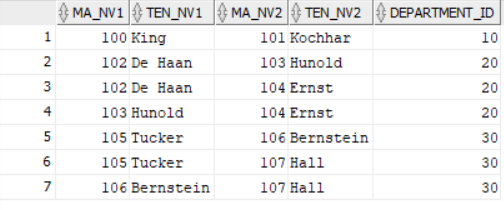 MA_NV1 TEN_NV1 MA_NV2 TEN_NV2 DEPARTMENT_ID
1 100 King 101 Kochhar 10
2 102 De Haan 103 Hunold 20
3 102 De Haan 104 Ernst 20
4 103 Hunold 104 Ernst 20
5 105 Tucker 106 Bernstein 30
6 105 Tucker 107 Hall 30
7 106 Bernstein 107 Hall 30